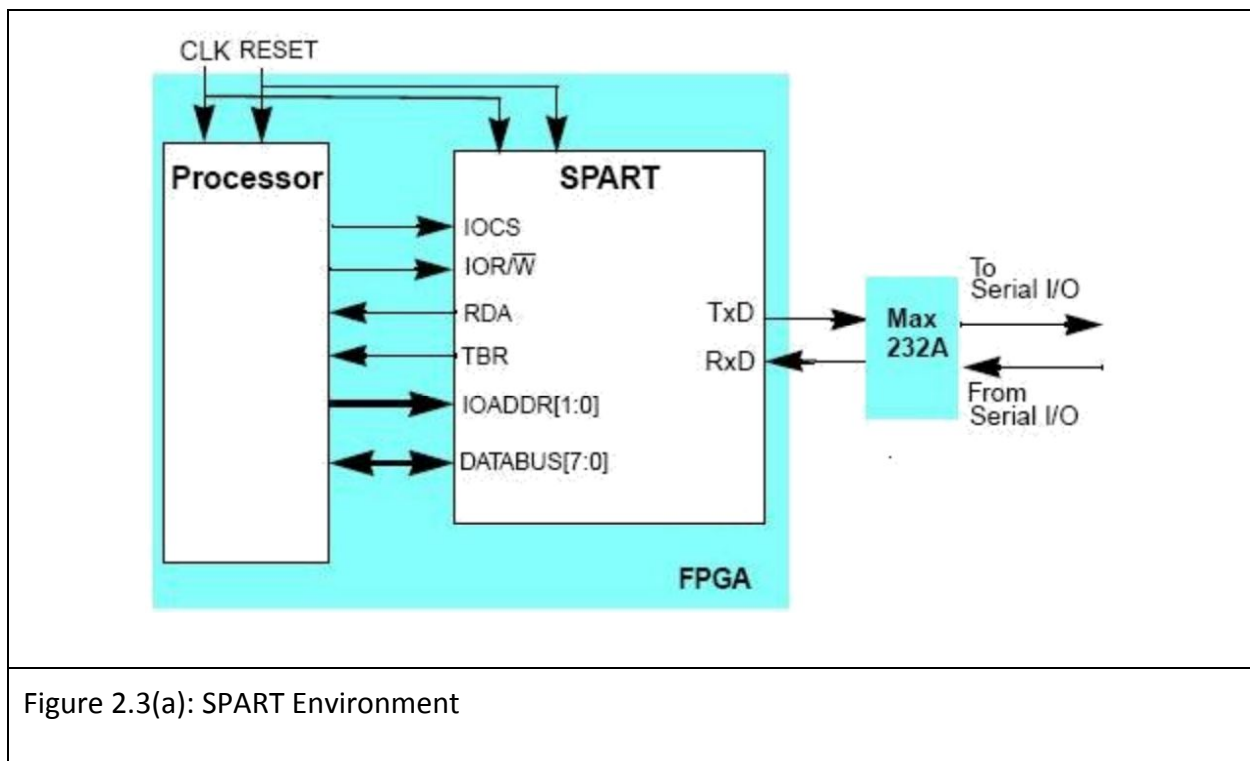 CLK RESET
Processor
SPART
IOCS
IOR/W̅
RDA
TBR
IOADDR[1:0]
DATABUS[7:0]
TxD
RxD
Max
232A
To
Serial I/O
From
Serial I/O
FPGA
Figure 2.3(a): SPART Environment